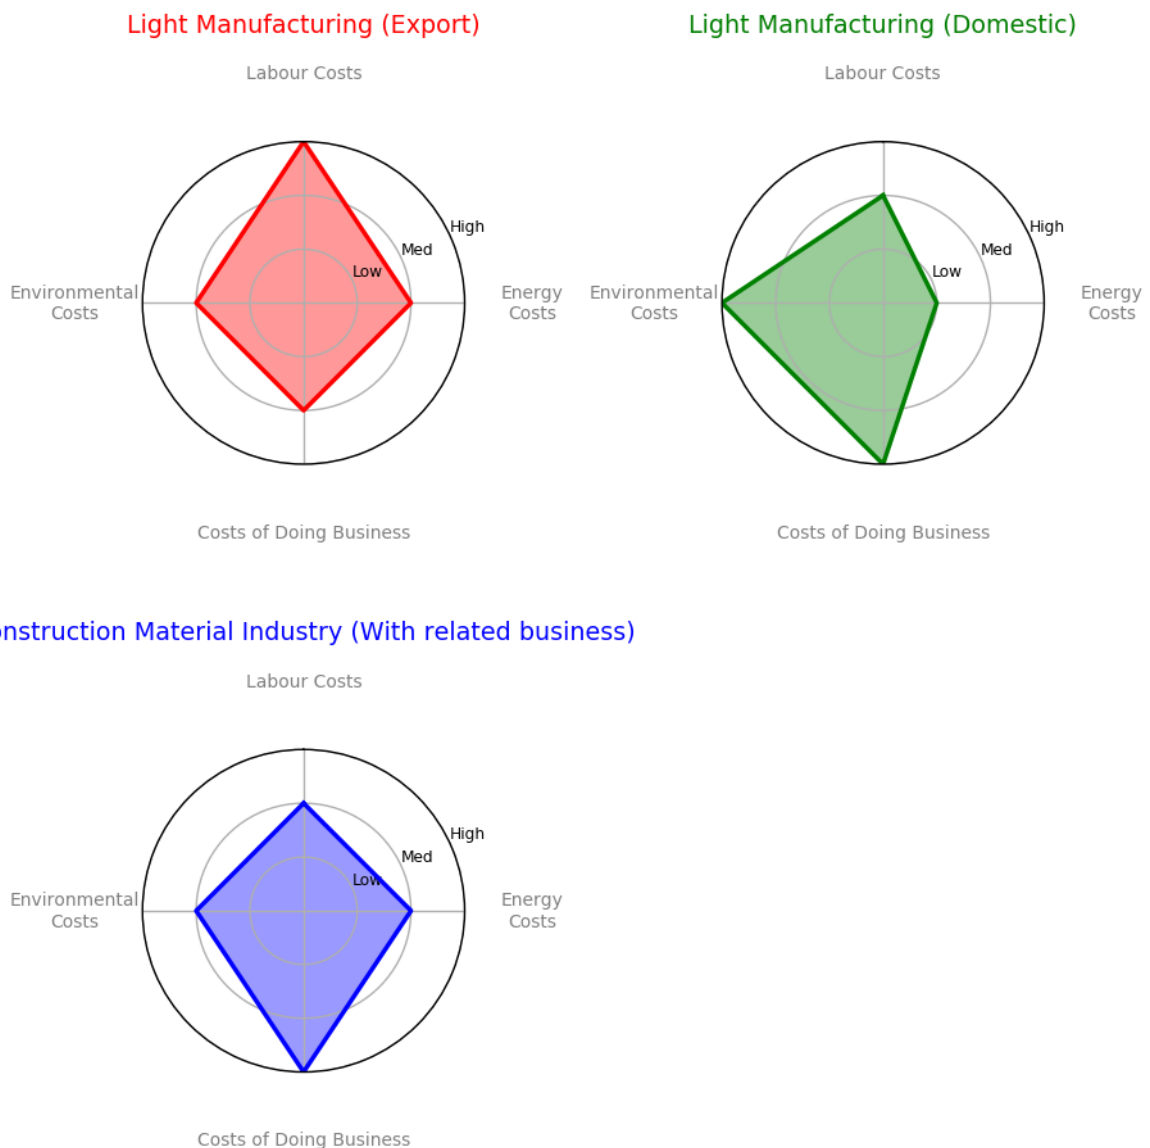 Light Manufacturing (Export)
Labour Costs
High
Med
Low
Environmental
Costs
Energy
Costs
Costs of Doing Business
Light Manufacturing (Domestic)
Labour Costs
High
Med
Low
Environmental
Costs
Energy
Costs
Costs of Doing Business
onstruction Material Industry (With related business)
Labour Costs
High
Med
Low
Environmental
Costs
Energy
Costs
Costs of Doing Business